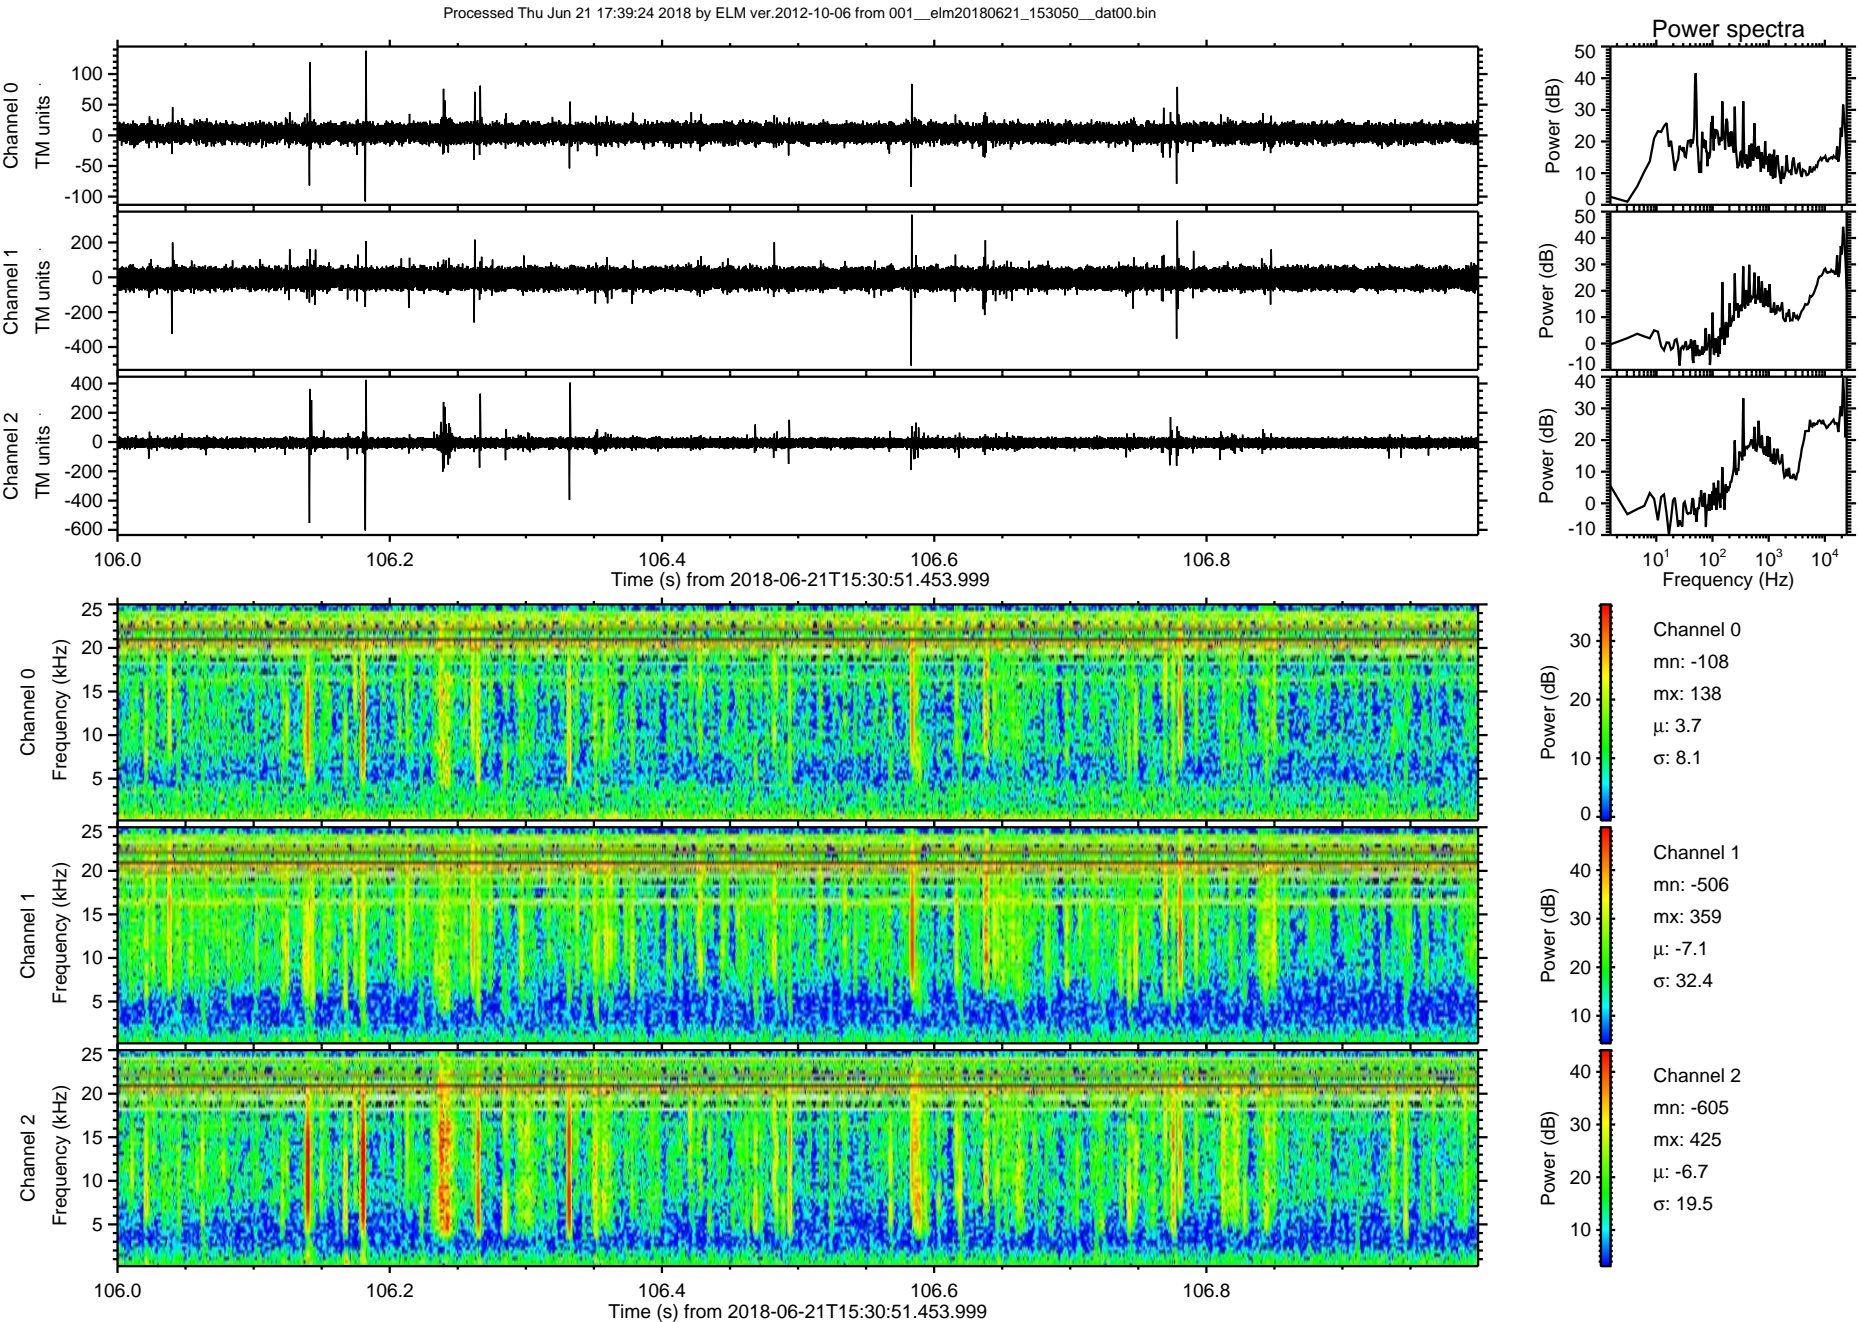 Processed Thu Jun 21 17:39:24 2018 by ELM ver.2012-10-06 from 001__elm20180621_153050__dat00.bin
Power spectra
Channel 0
TM units
100
50
0
-50
-100
Power (dB)
50
40
30
20
10
0
Channel 1
TM units
200
0
-200
-400
Power (dB)
50
40
30
20
10
0
-10
Channel 2
TM units
400
200
0
-200
-400
-600
Power (dB)
40
30
20
10
0
-10
106.0 106.2 106.4 106.6 106.8
Time (s) from 2018-06-21T15:30:51.453.999
10¹ 10² 10³ 10⁴
Frequency (Hz)
Channel 0
Frequency (kHz)
25
20
15
10
5
Power (dB)
30
20
10
0
Channel 0
mn: -108
mx: 138
μ: 3.7
σ: 8.1
Channel 1
Frequency (kHz)
25
20
15
10
5
Power (dB)
40
30
20
10
Channel 1
mn: -506
mx: 359
μ: -7.1
σ: 32.4
Channel 2
Frequency (kHz)
25
20
15
10
5
Power (dB)
40
30
20
10
Channel 2
mn: -605
mx: 425
μ: -6.7
σ: 19.5
106.0 106.2 106.4 106.6 106.8
Time (s) from 2018-06-21T15:30:51.453.999